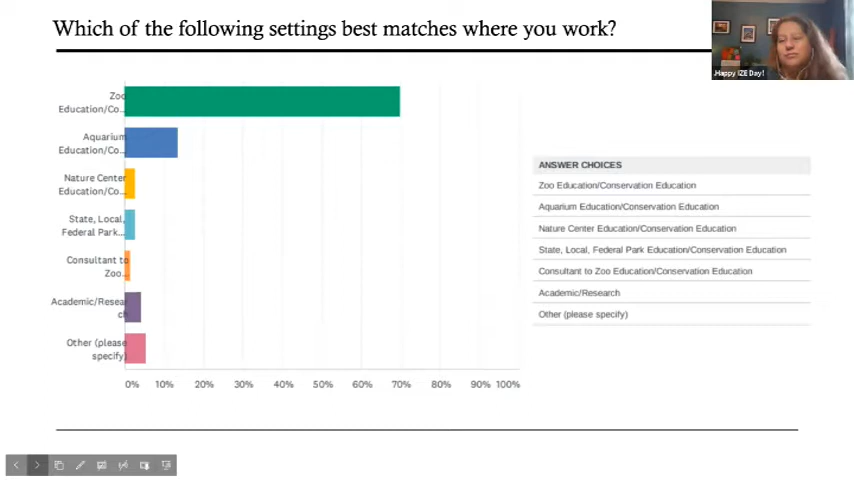 Which of the following settings best matches where you work?
Happy IZE Day!
Zoo
Education/Co...
Aquarium
Education/Co...
Nature Center
Education/Co...
State, Local,
Federal Park...
Consultant to
Zoo...
Academic/Resear
ch
Other (please
specify)
0% 10% 20% 30% 40% 50% 60% 70% 80% 90% 100%
ANSWER CHOICES
Zoo Education/Conservation Education
Aquarium Education/Conservation Education
Nature Center Education/Conservation Education
State, Local, Federal Park Education/Conservation Education
Consultant to Zoo Education/Conservation Education
Academic/Research
Other (please specify)